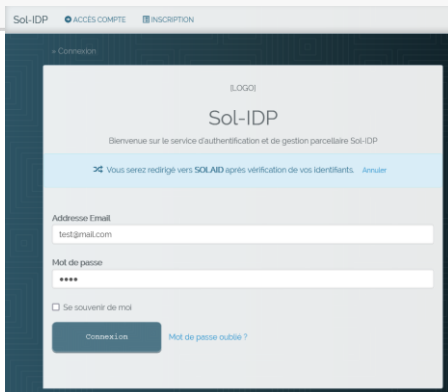 Sol-IDP ACCÈS COMPTE INSCRIPTION
» Connexion
[LOGO]
Sol-IDP
Bienvenue sur le service d'authentification et de gestion parcellaire Sol-IDP
Vous serez redirigé vers SOLAID après vérification de vos identifiants. Annuler
Addresse Email
test@mail.com
Mot de passe
••••
Se souvenir de moi
Connexion Mot de passe oublée ?